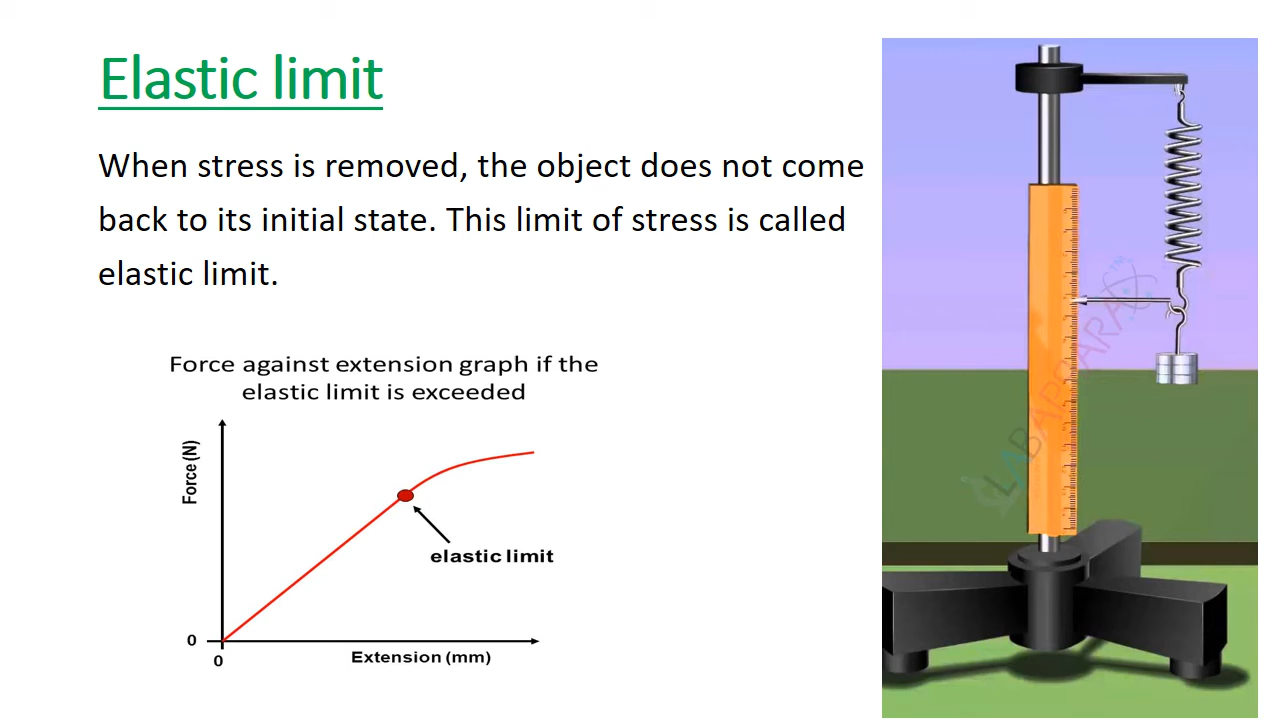 Elastic limit
When stress is removed, the object does not come
back to its initial state. This limit of stress is called
elastic limit.
Force against extension graph if the
elastic limit is exceeded
Force (N)
elastic limit
0
0
Extension (mm)
LABAPPARA™